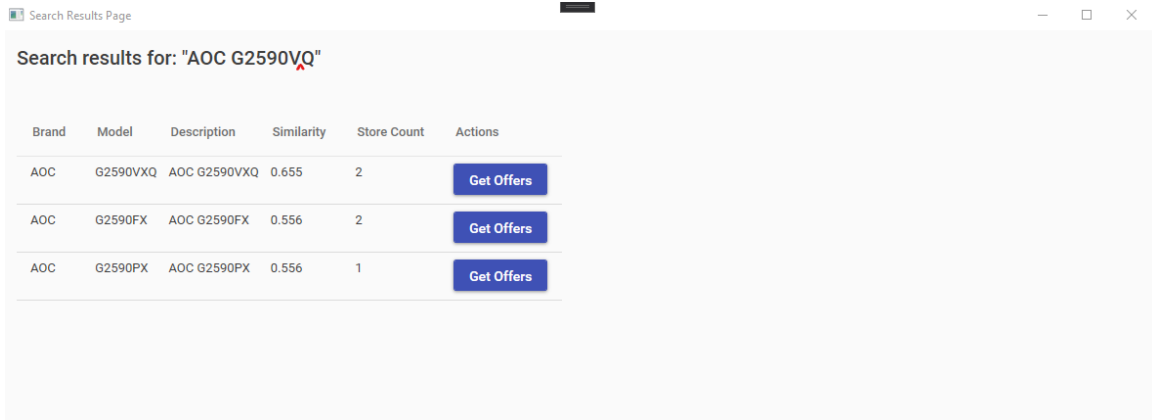 Search Results Page
Search results for: "AOC G2590VQ"
Brand Model Description Similarity Store Count Actions
AOC G2590VXQ AOC G2590VXQ 0.655 2 Get Offers
AOC G2590FX AOC G2590FX 0.556 2 Get Offers
AOC G2590PX AOC G2590PX 0.556 1 Get Offers